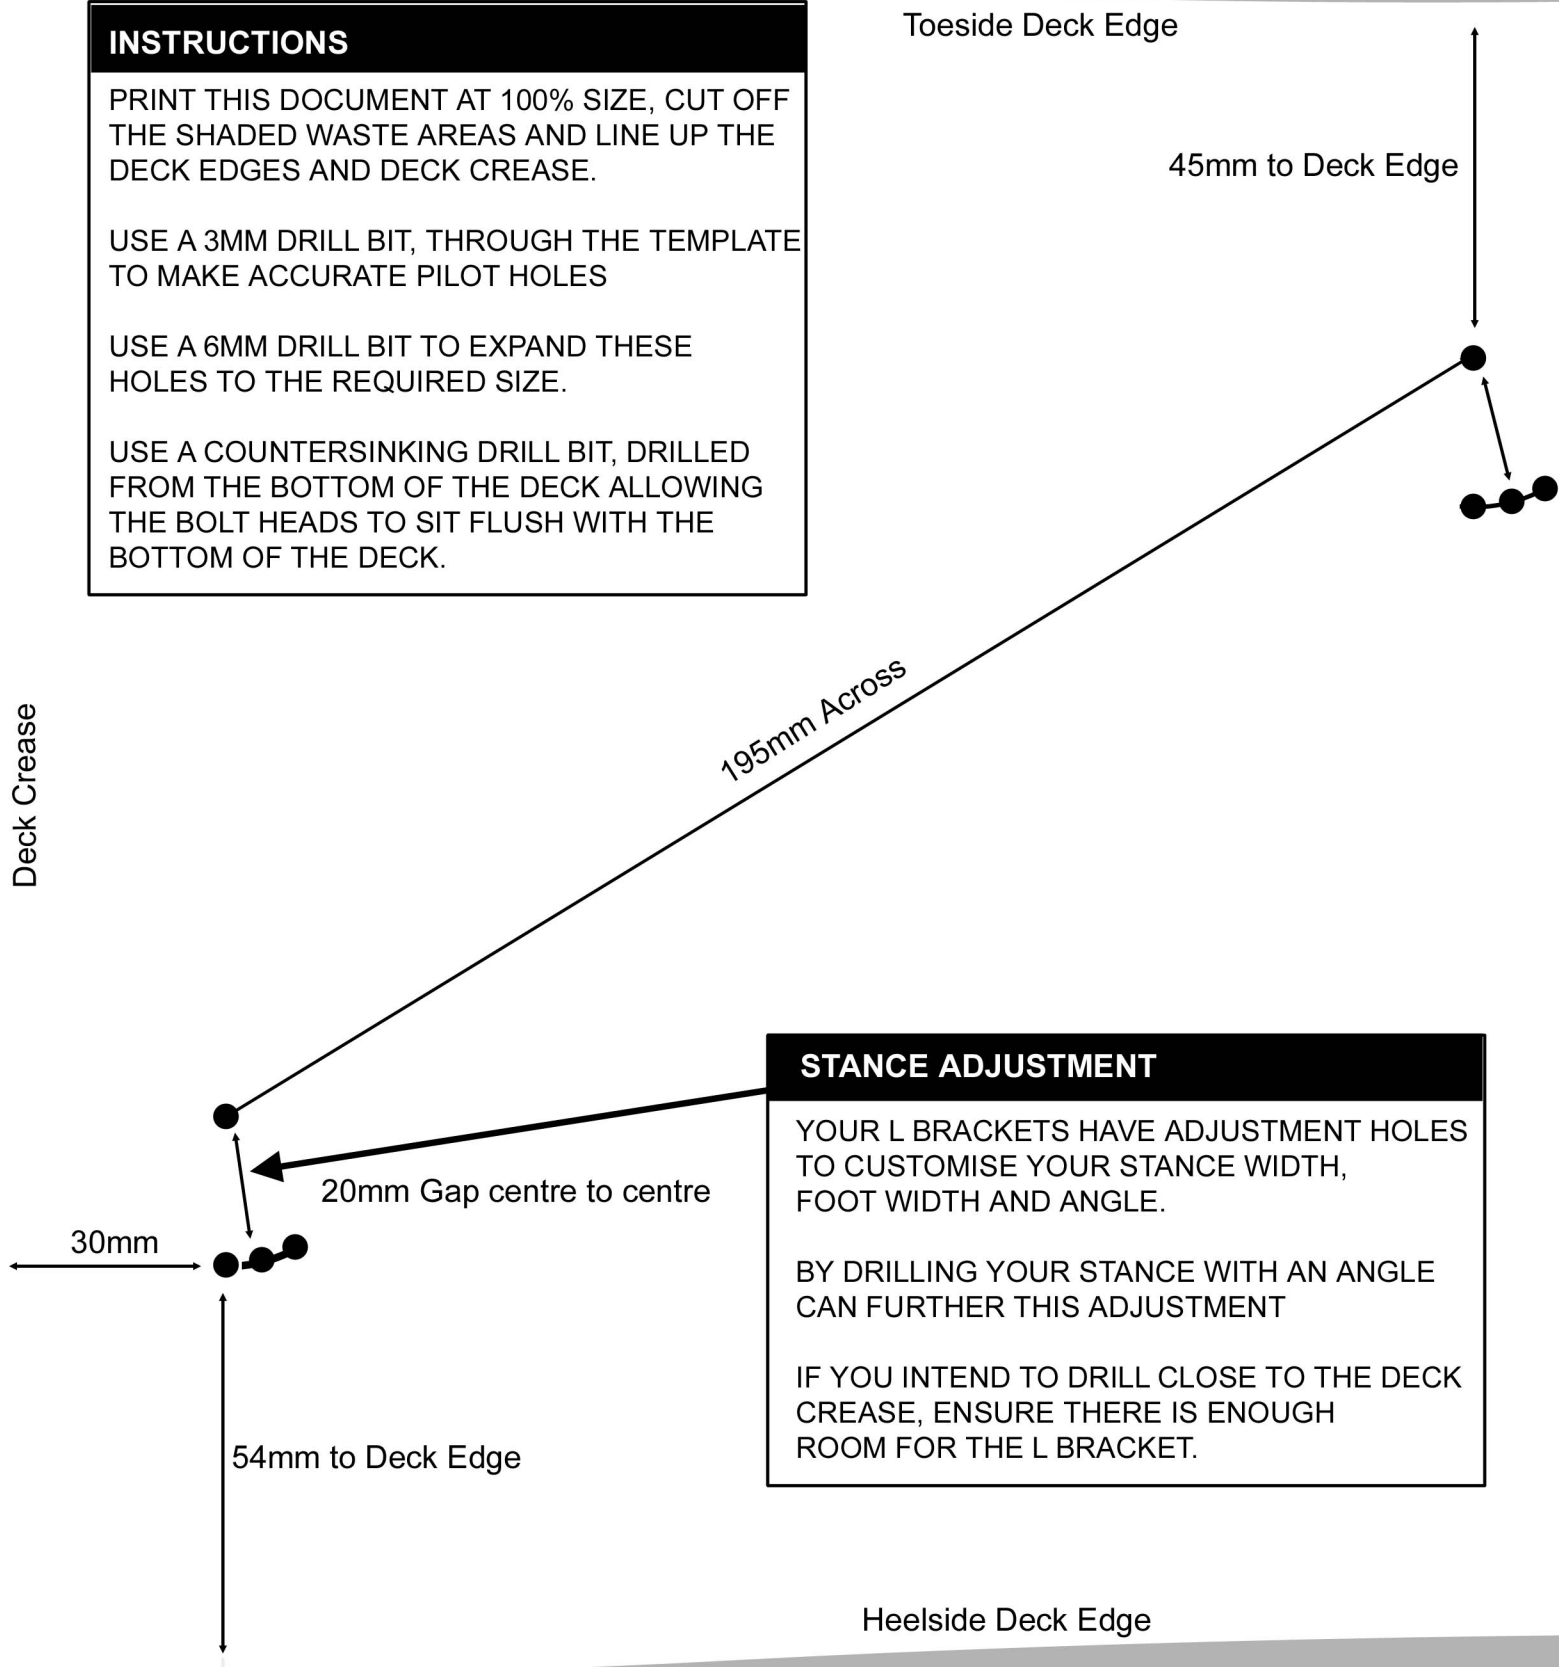 INSTRUCTIONS
PRINT THIS DOCUMENT AT 100% SIZE, CUT OFF
THE SHADED WASTE AREAS AND LINE UP THE
DECK EDGES AND DECK CREASE.
USE A 3MM DRILL BIT, THROUGH THE TEMPLATE
TO MAKE ACCURATE PILOT HOLES
USE A 6MM DRILL BIT TO EXPAND THESE
HOLES TO THE REQUIRED SIZE.
USE A COUNTERSINKING DRILL BIT, DRILLED
FROM THE BOTTOM OF THE DECK ALLOWING
THE BOLT HEADS TO SIT FLUSH WITH THE
BOTTOM OF THE DECK.
Toeside Deck Edge
45mm to Deck Edge
195mm Across
Deck Crease
20mm Gap centre to centre
30mm
54mm to Deck Edge
STANCE ADJUSTMENT
YOUR L BRACKETS HAVE ADJUSTMENT HOLES
TO CUSTOMISE YOUR STANCE WIDTH,
FOOT WIDTH AND ANGLE.
BY DRILLING YOUR STANCE WITH AN ANGLE
CAN FURTHER THIS ADJUSTMENT
IF YOU INTEND TO DRILL CLOSE TO THE DECK
CREASE, ENSURE THERE IS ENOUGH
ROOM FOR THE L BRACKET.
Heelside Deck Edge